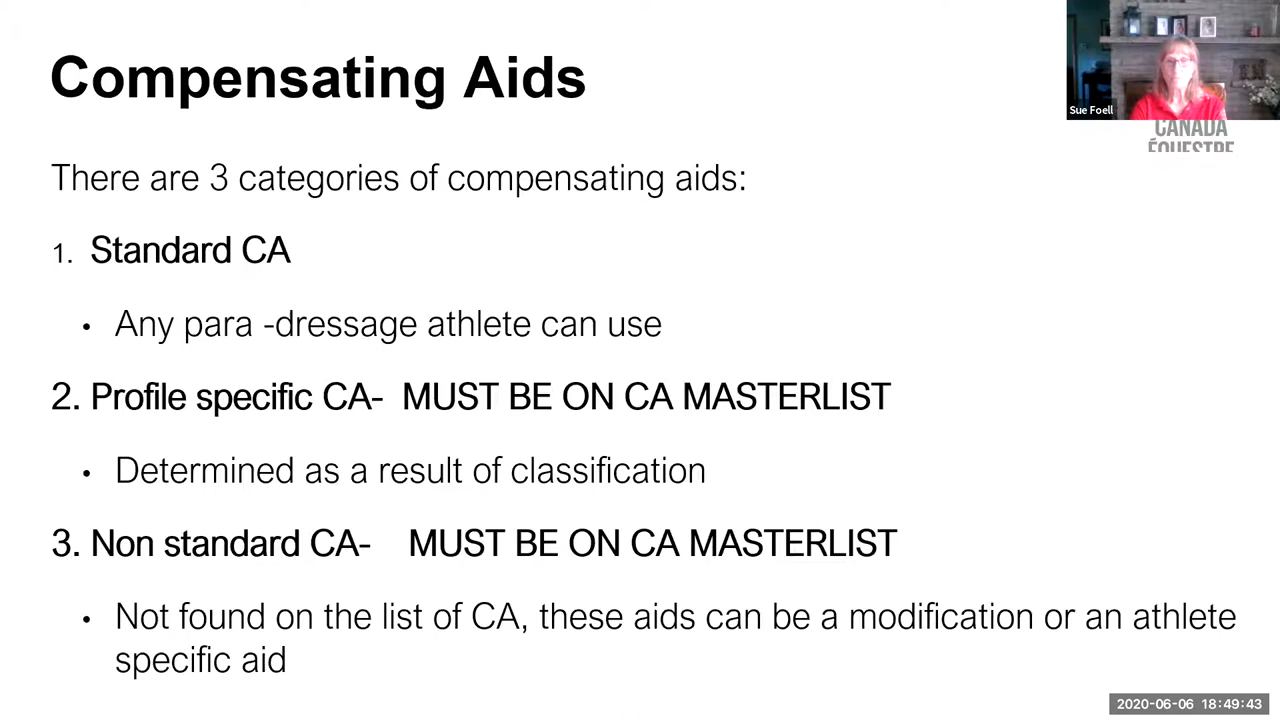 Compensating Aids
Sue Foell
CANADA
ÉQUESTRE
There are 3 categories of compensating aids:
1. Standard CA
• Any para -dressage athlete can use
2. Profile specific CA- MUST BE ON CA MASTERLIST
• Determined as a result of classification
3. Non standard CA- MUST BE ON CA MASTERLIST
• Not found on the list of CA, these aids can be a modification or an athlete
specific aid
2020-06-06 18:49:43